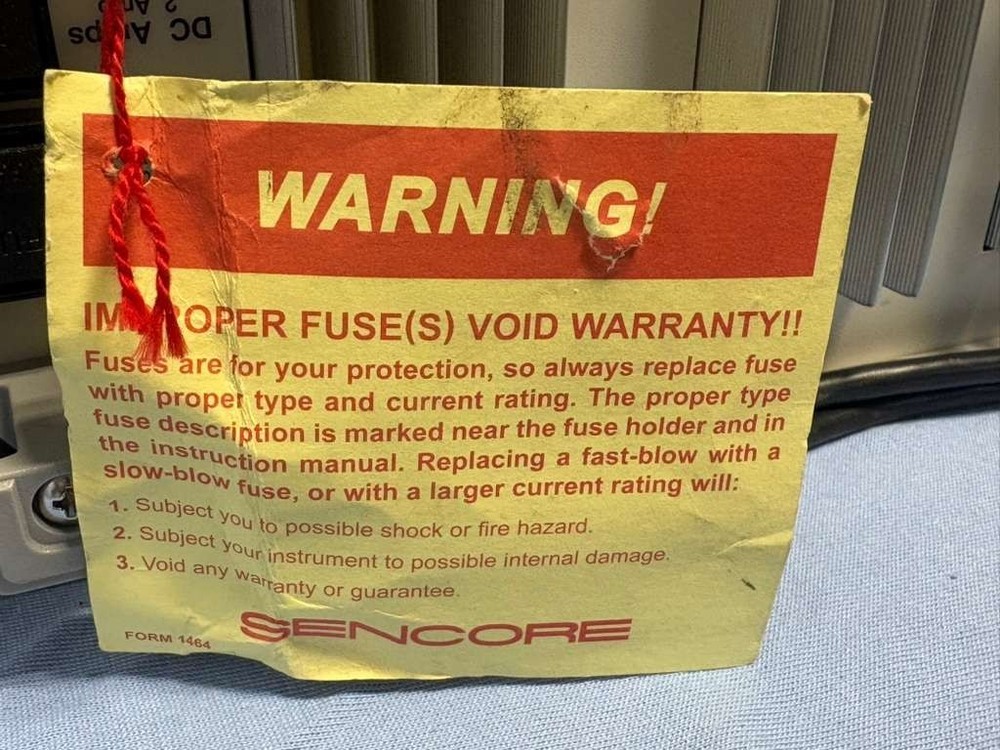 DC Amps
2 Amp
WARNING!
IMPROPER FUSE(S) VOID WARRANTY!!
Fuses are for your protection, so always replace fuse
with proper type and current rating. The proper type
fuse description is marked near the fuse holder and in
the instruction manual. Replacing a fast-blow with a
slow-blow fuse, or with a larger current rating will:
1. Subject you to possible shock or fire hazard.
2. Subject your instrument to possible internal damage.
3. Void any warranty or guarantee.
FORM 1464
SENCORE